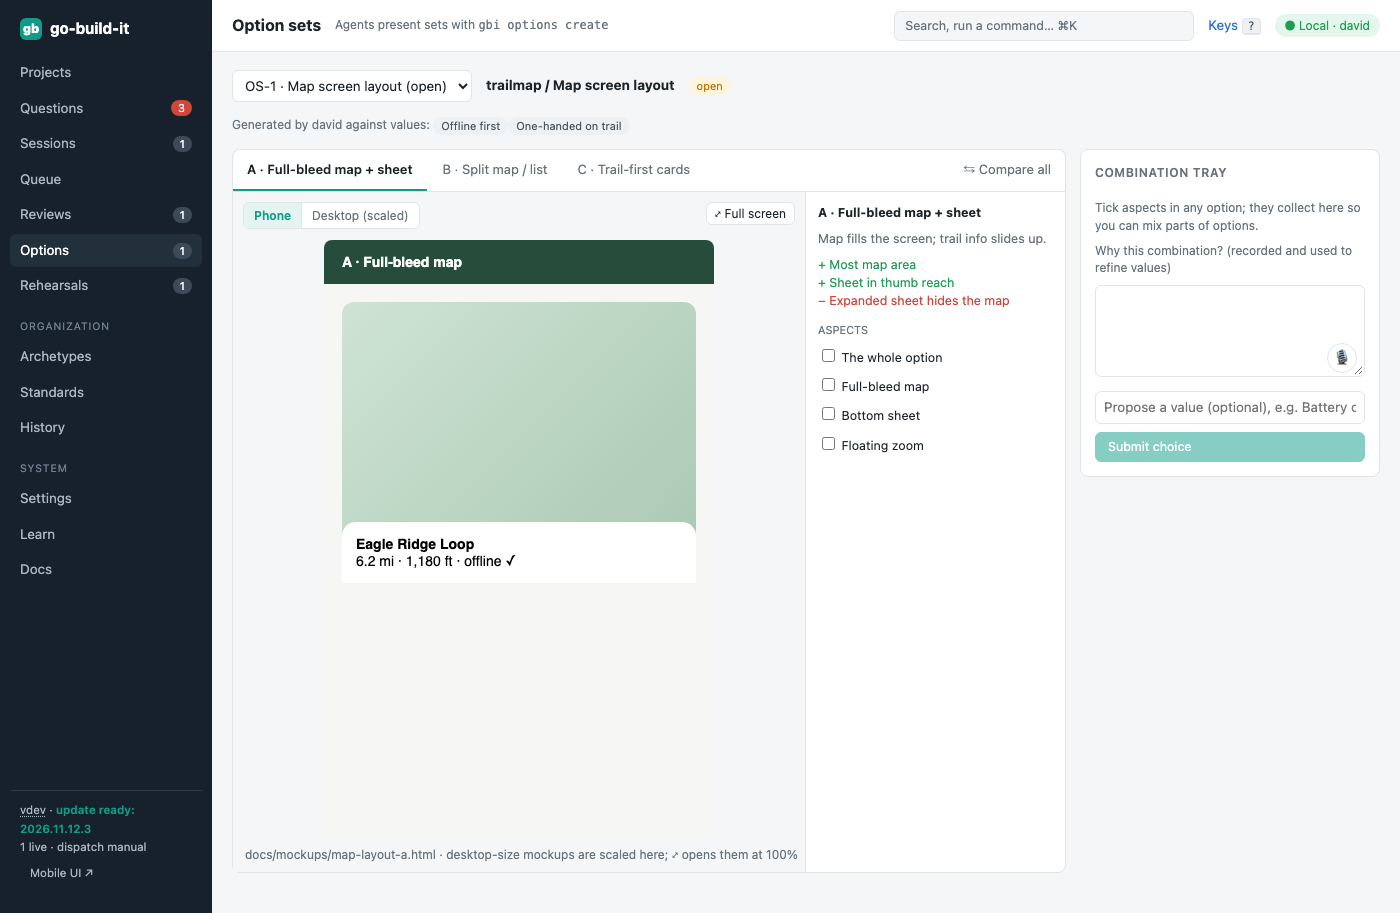 gb go-build-it
Projects
Questions 3
Sessions 1
Queue
Reviews 1
Options 1
Rehearsals 1
ORGANIZATION
Archetypes
Standards
History
SYSTEM
Settings
Learn
Docs
vdev · update ready:
2026.11.12.3
1 live · dispatch manual
Mobile UI ↗
Option sets Agents present sets with gbi options create
Search, run a command... ⌘K
Keys ?
Local · david
OS-1 · Map screen layout (open)
trailmap / Map screen layout open
Generated by david against values: Offline first One-handed on trail
A · Full-bleed map + sheet B · Split map / list C · Trail-first cards ⇆ Compare all
Phone Desktop (scaled) ⤢ Full screen
A · Full-bleed map
Eagle Ridge Loop
6.2 mi · 1,180 ft · offline ✓
docs/mockups/map-layout-a.html · desktop-size mockups are scaled here; ⤢ opens them at 100%
A · Full-bleed map + sheet
Map fills the screen; trail info slides up.
+ Most map area
+ Sheet in thumb reach
− Expanded sheet hides the map
ASPECTS
The whole option
Full-bleed map
Bottom sheet
Floating zoom
COMBINATION TRAY
Tick aspects in any option; they collect here so
you can mix parts of options.
Why this combination? (recorded and used to
refine values)
Propose a value (optional), e.g. Battery c
Submit choice